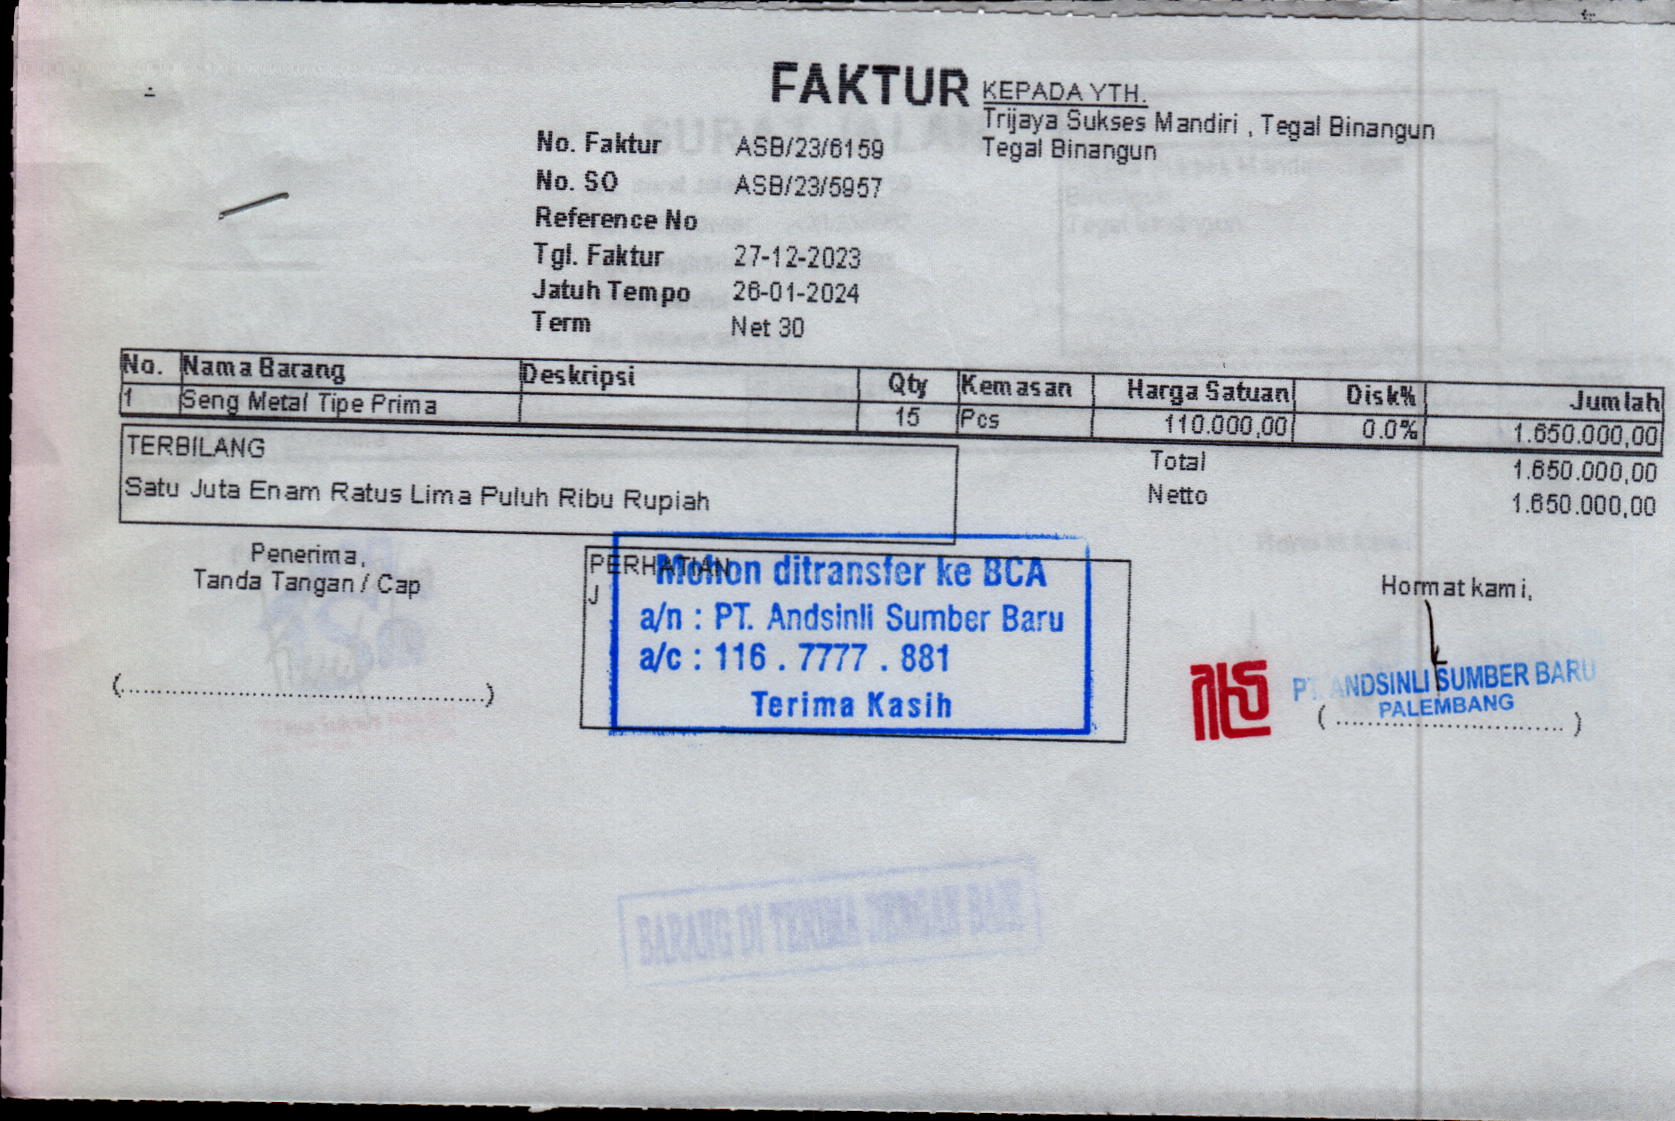 FAKTUR
KEPADA YTH.
Trijaya Sukses Mandiri , Tegal Binangun
Tegal Binangun
No. Faktur ASB/23/6159
No. SO ASB/23/5957
Reference No
Tgl. Faktur 27-12-2023
Jatuh Tempo 26-01-2024
Term Net 30
No. Nama Barang Deskripsi Qty Kemasan Harga Satuan Disk% Jumlah
1 Seng Metal Tipe Prima 15 Pcs 110.000,00 0.0% 1.650.000,00
TERBILANG
Satu Juta Enam Ratus Lima Puluh Ribu Rupiah
Total 1.650.000,00
Netto 1.650.000,00
Penerima,
Tanda Tangan / Cap
(................................................)
PERHATIAN
J
Mohon ditransfer ke BCA
a/n : PT. Andsinli Sumber Baru
a/c : 116 . 7777 . 881
Terima Kasih
Hormat kami,
PT. ANDSINLI SUMBER BARU
PALEMBANG
(..............................)
BARANG DI TERIMA DENGAN BAIK